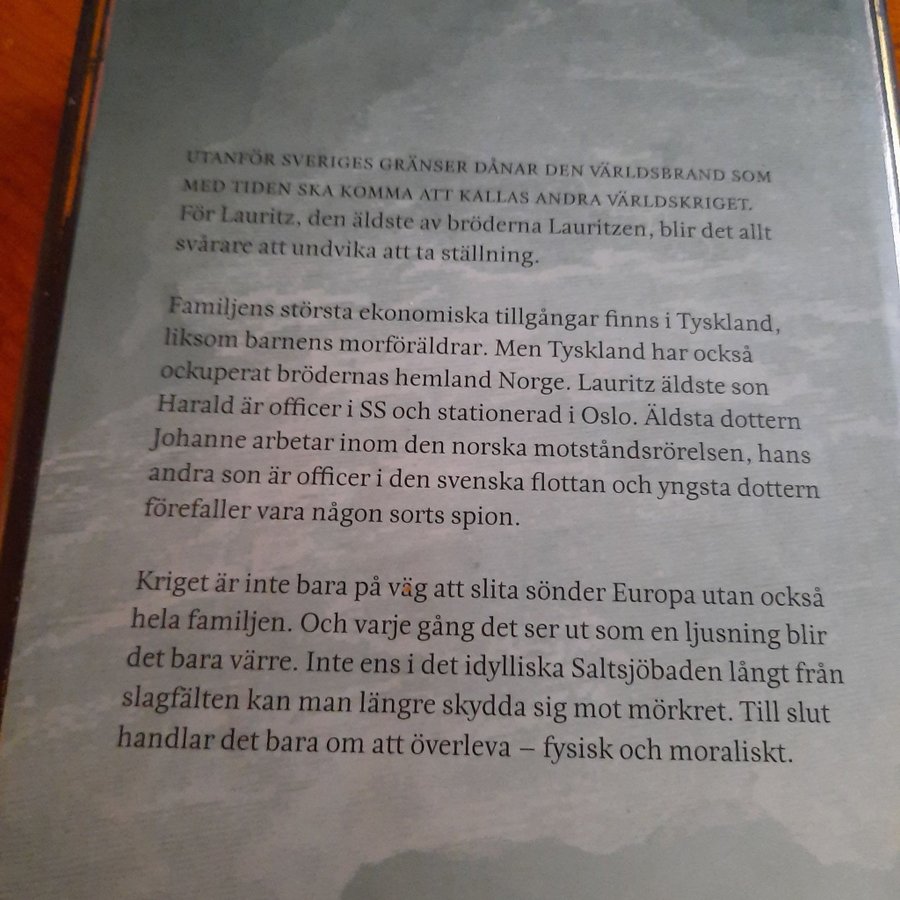 UTANFÖR SVERIGES GRÄNSER DÅNAR DEN VÄRLDSBRAND SOM
MED TIDEN SKA KOMMA ATT KALLAS ANDRA VÄRLDSKRIGET.
För Lauritz, den äldste av bröderna Lauritzen, blir det allt
svårare att undvika att ta ställning.
Familjens största ekonomiska tillgångar finns i Tyskland,
liksom barnens morföräldrar. Men Tyskland har också
ockuperat brödernas hemland Norge. Lauritz äldste son
Harald är officer i SS och stationerad i Oslo. Äldsta dottern
Johanne arbetar inom den norska motståndsrörelsen, hans
andra son är officer i den svenska flottan och yngsta dottern
förefaller vara någon sorts spion.
Kriget är inte bara på väg att slita sönder Europa utan också
hela familjen. Och varje gång det ser ut som en ljusning blir
det bara värre. Inte ens i det idylliska Saltsjöbaden långt från
slagfälten kan man längre skydda sig mot mörkret. Till slut
handlar det bara om att överleva – fysisk och moraliskt.